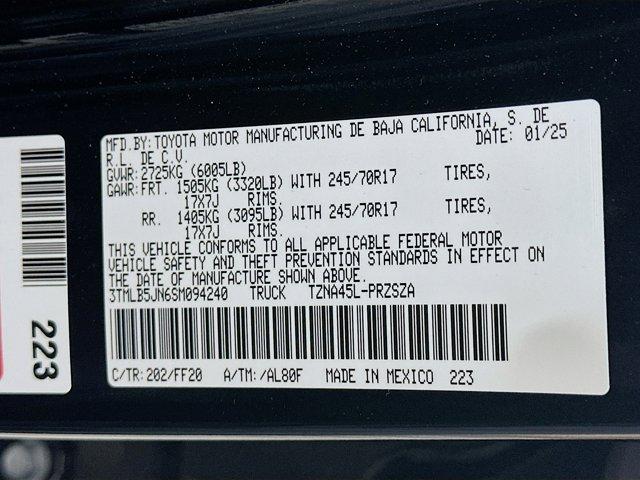 MFD.BY:TOYOTA MOTOR MANUFACTURING DE BAJA CALIFORNIA, S. DE
R.L. DE C.V. DATE: 01/25
GVWR:2725KG (6005LB)
GAWR:FRT. 1505KG (3320LB) WITH 245/70R17 TIRES,
17X7J RIMS.
RR. 1405KG (3095LB) WITH 245/70R17 TIRES,
17X7J RIMS.
THIS VEHICLE CONFORMS TO ALL APPLICABLE FEDERAL MOTOR
VEHICLE SAFETY AND THEFT PREVENTION STANDARDS IN EFFECT ON
THE DATE OF MANUFACTURE SHOWN ABOVE.
3TMLB5JN6SM094240 TRUCK TZNA45L-PRZSZA
C/TR:202/FF20 A/TM:/AL80F MADE IN MEXICO 223
223